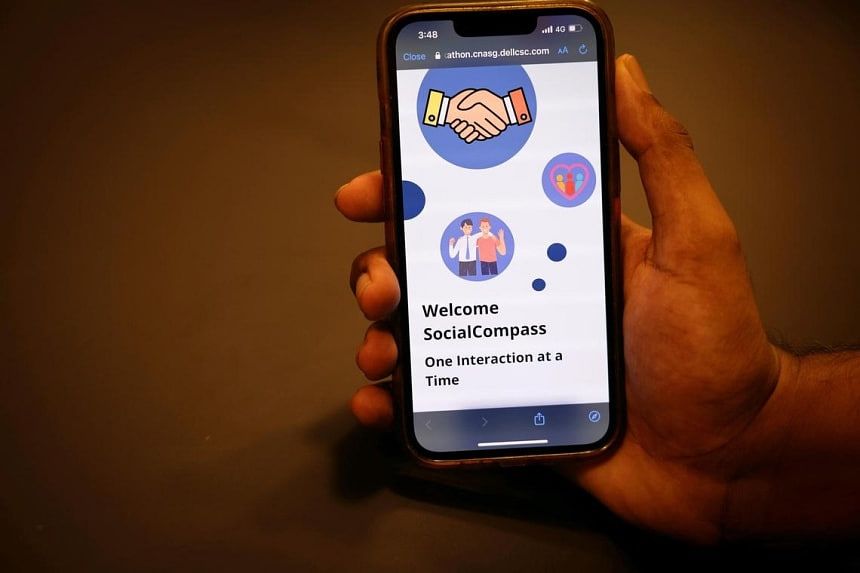 3:48 4G
Close athon.cnasg.dellcsc.com AA
Welcome
SocialCompass
One Interaction at a
Time